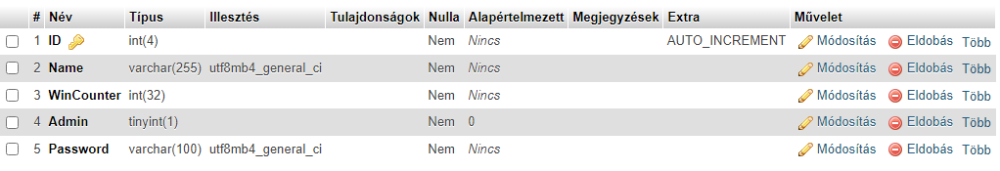 # Név Típus Illesztés Tulajdonságok Nulla Alapértelmezett Megjegyzések Extra Művelet
1 ID int(4) Nem Nincs AUTO_INCREMENT Módosítás Eldobás Több
2 Name varchar(255) utf8mb4_general_ci Nem Nincs Módosítás Eldobás Több
3 WinCounter int(32) Nem Nincs Módosítás Eldobás Több
4 Admin tinyint(1) Nem 0 Módosítás Eldobás Több
5 Password varchar(100) utf8mb4_general_ci Nem Nincs Módosítás Eldobás Több